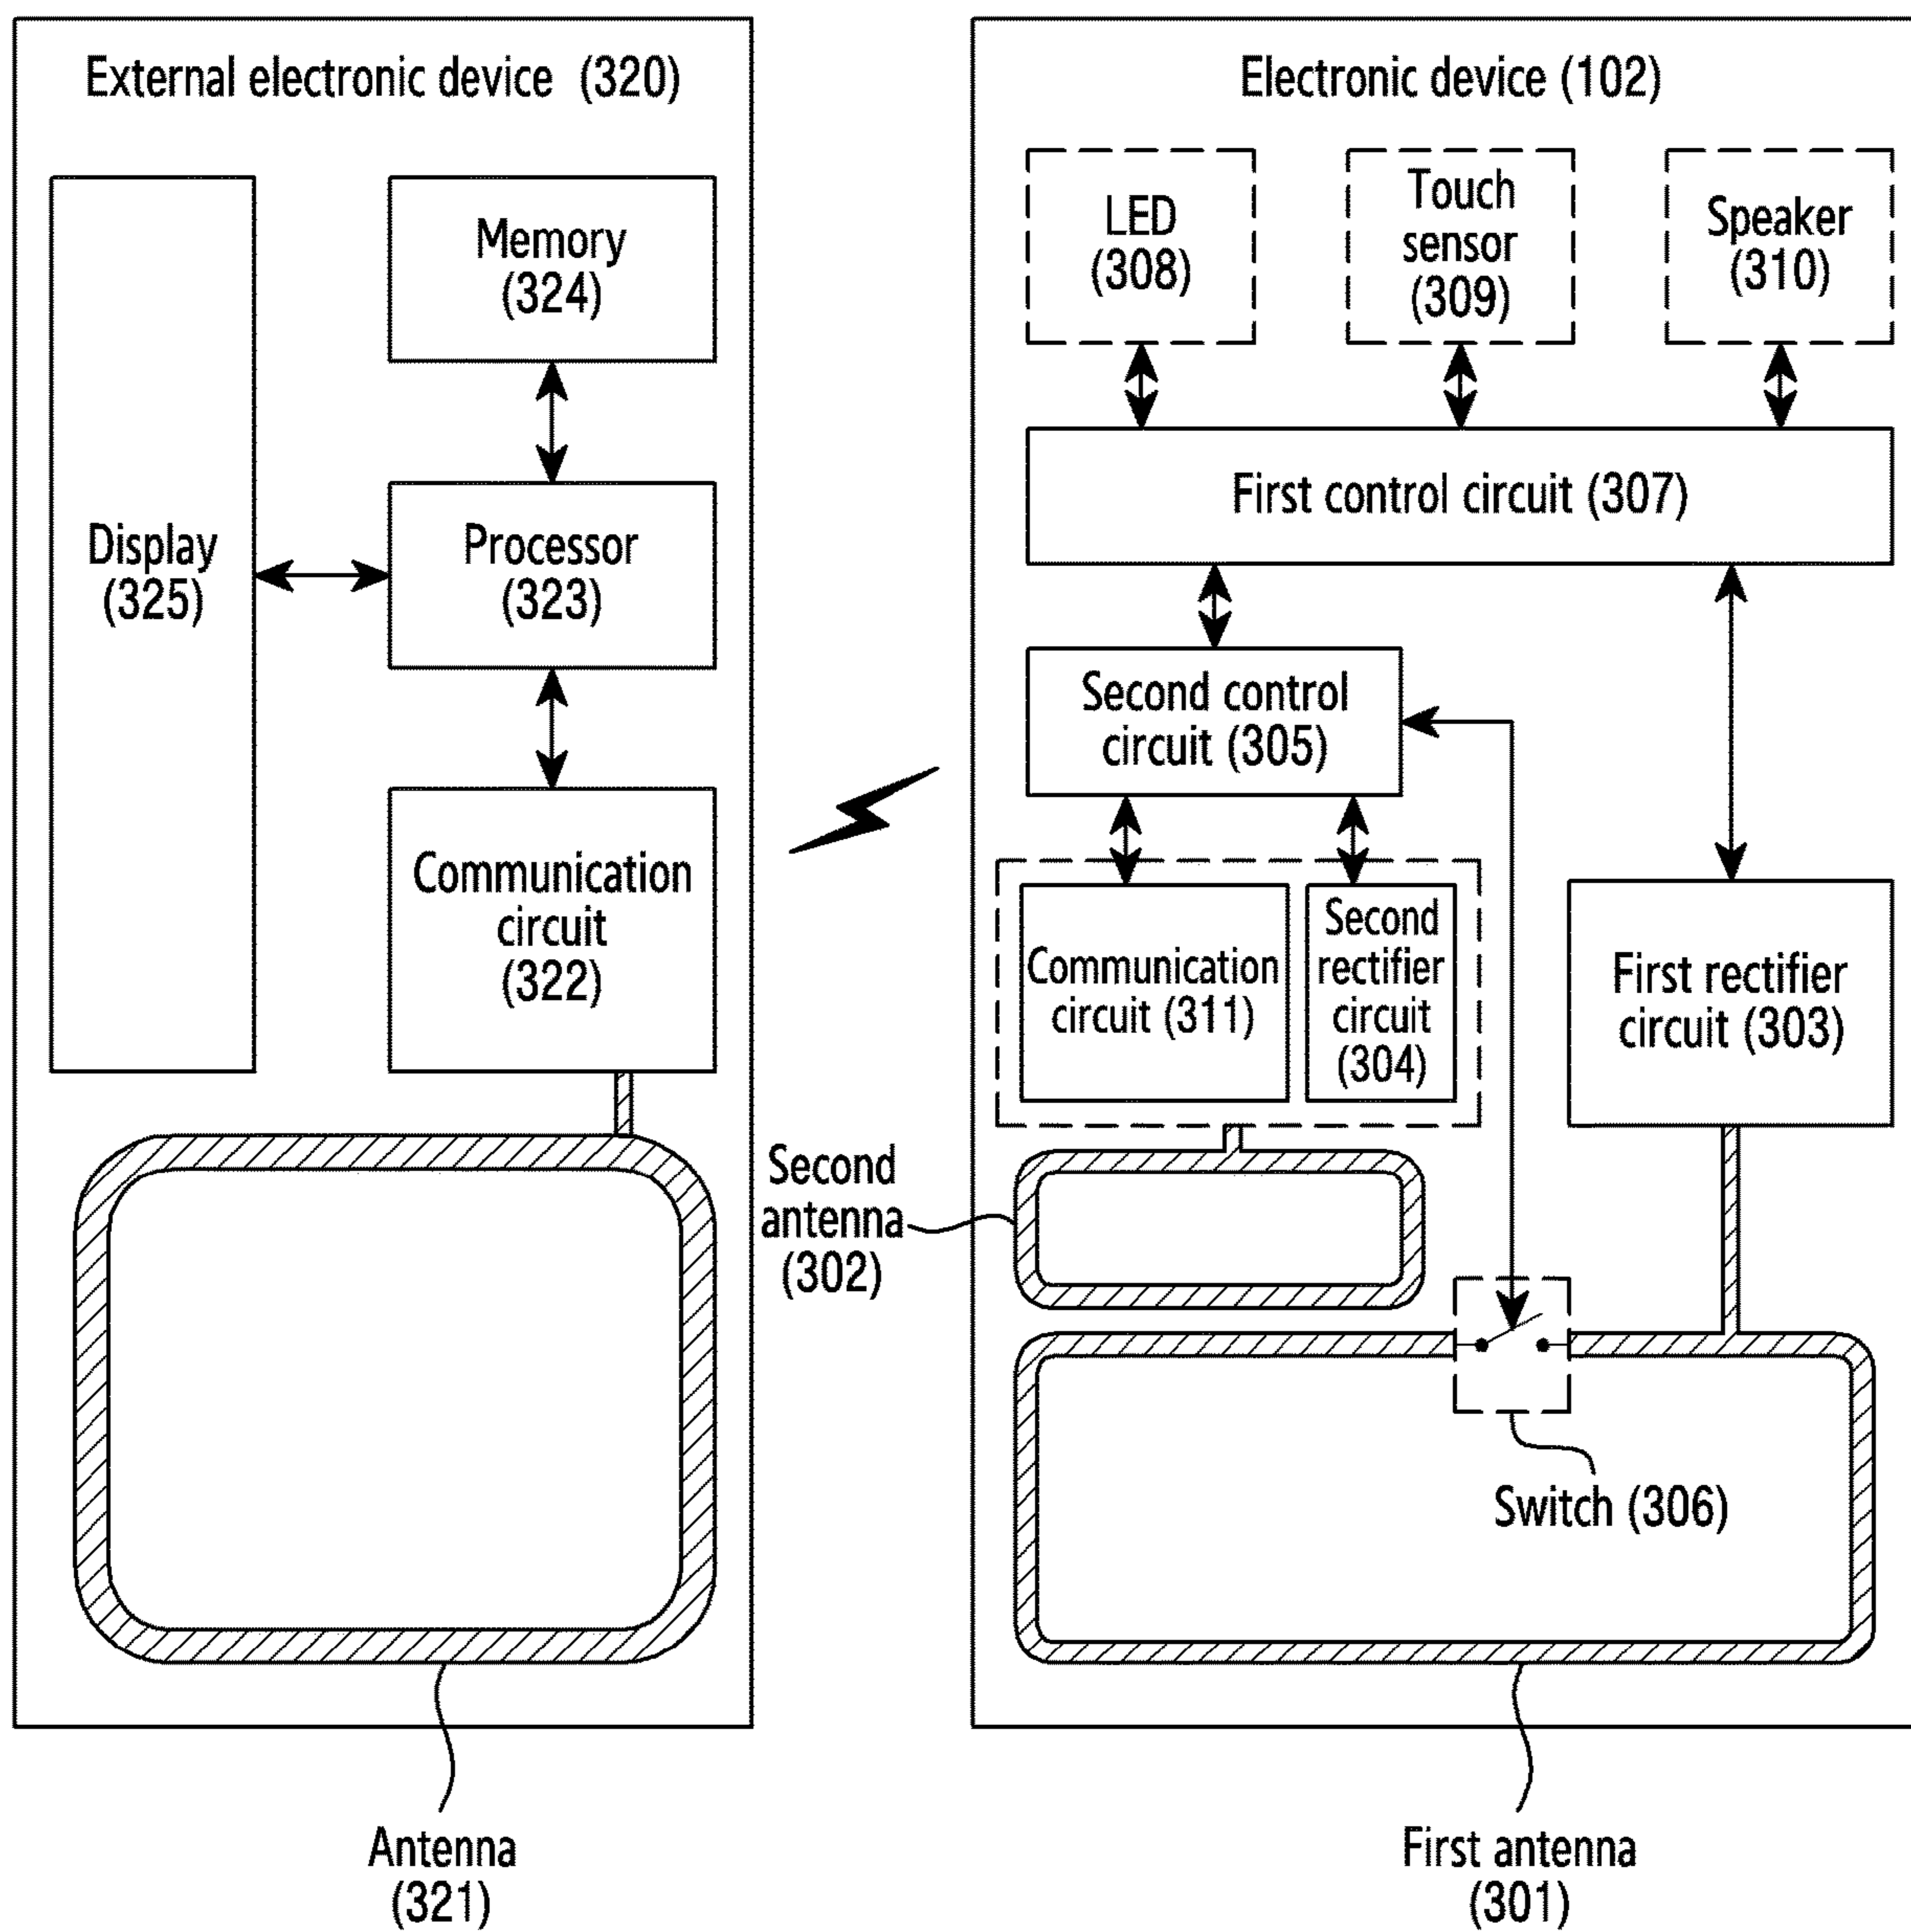 External electronic device (320)
Memory
(324)
Display
(325)
Processor
(323)
Communication
circuit
(322)
Antenna
(321)
Electronic device (102)
LED
(308)
Touch
sensor
(309)
Speaker
(310)
First control circuit (307)
Second control
circuit (305)
Communication
circuit (311)
Second
rectifier
circuit
(304)
First rectifier
circuit (303)
Second
antenna
(302)
Switch (306)
First antenna
(301)